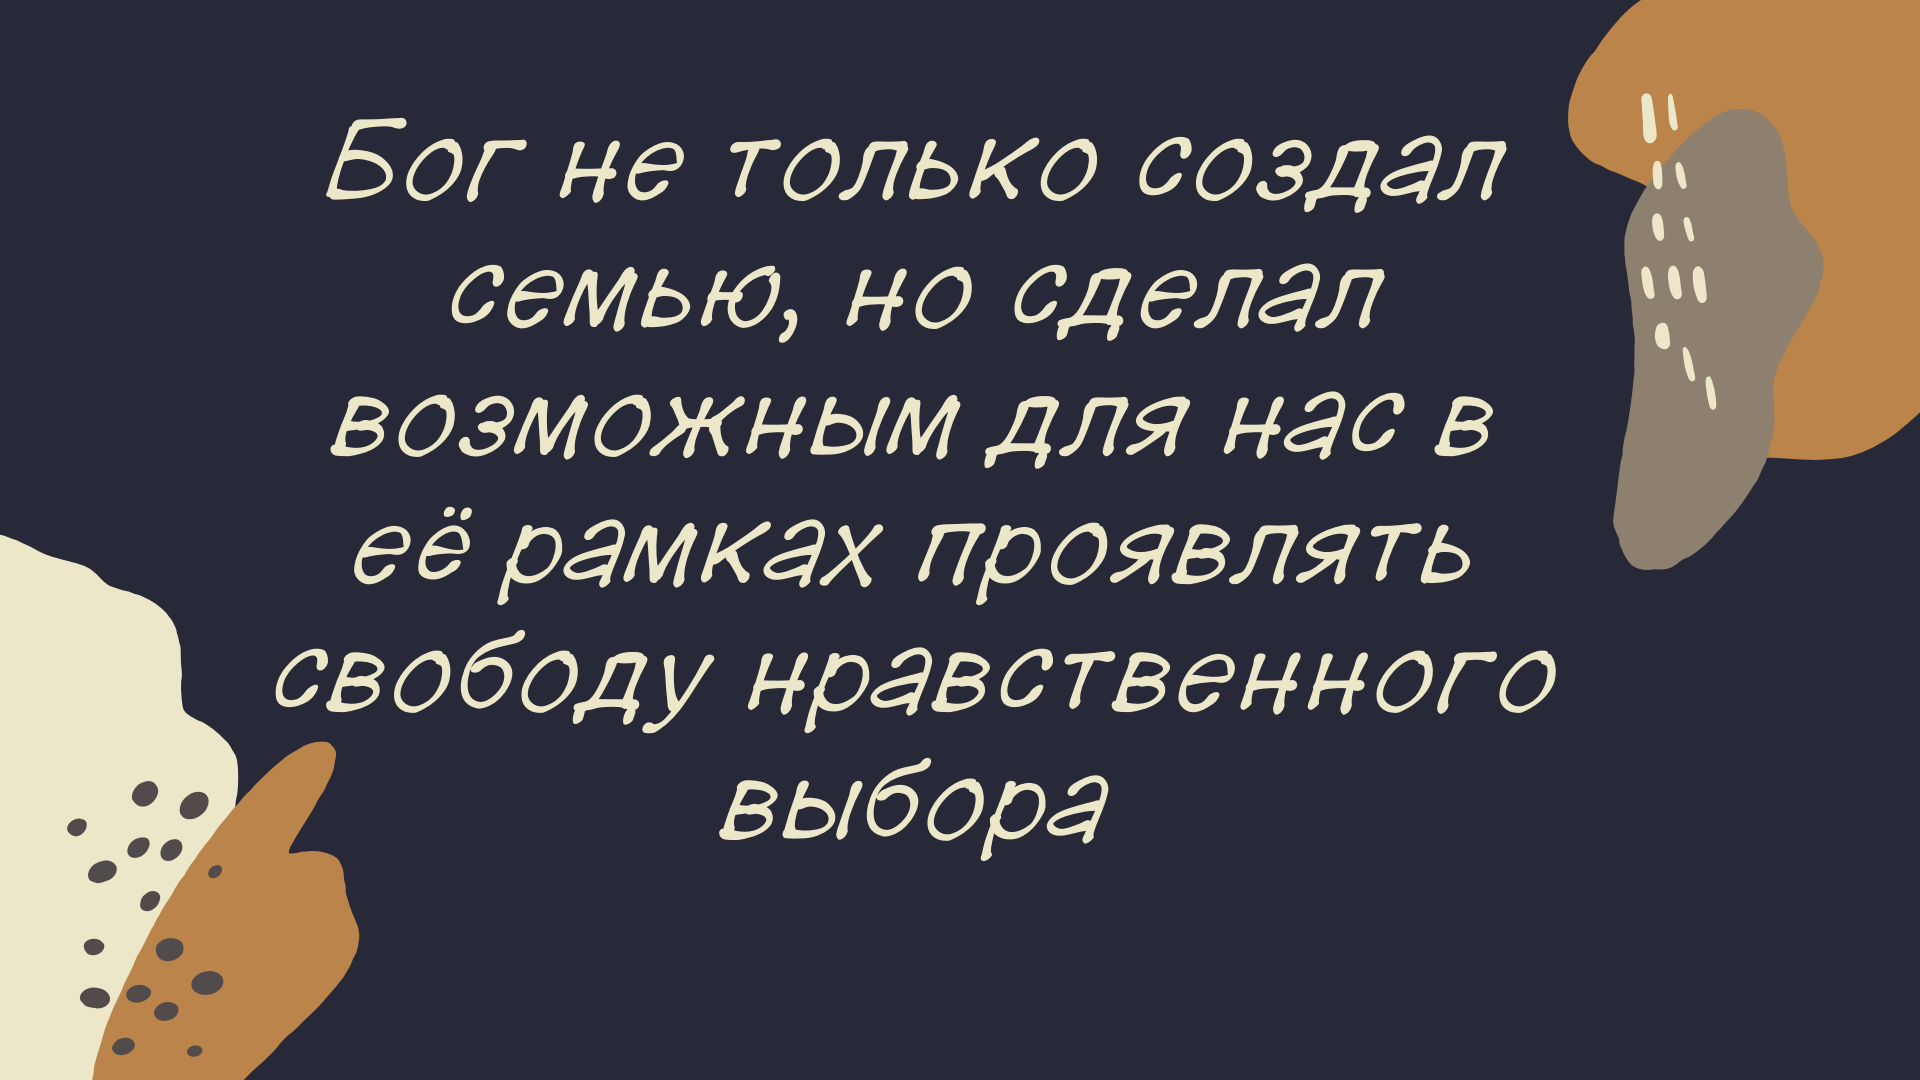 Бог не только создал
семью, но сделал
возможным для нас в
её рамках проявлять
свободу нравственного
выбора